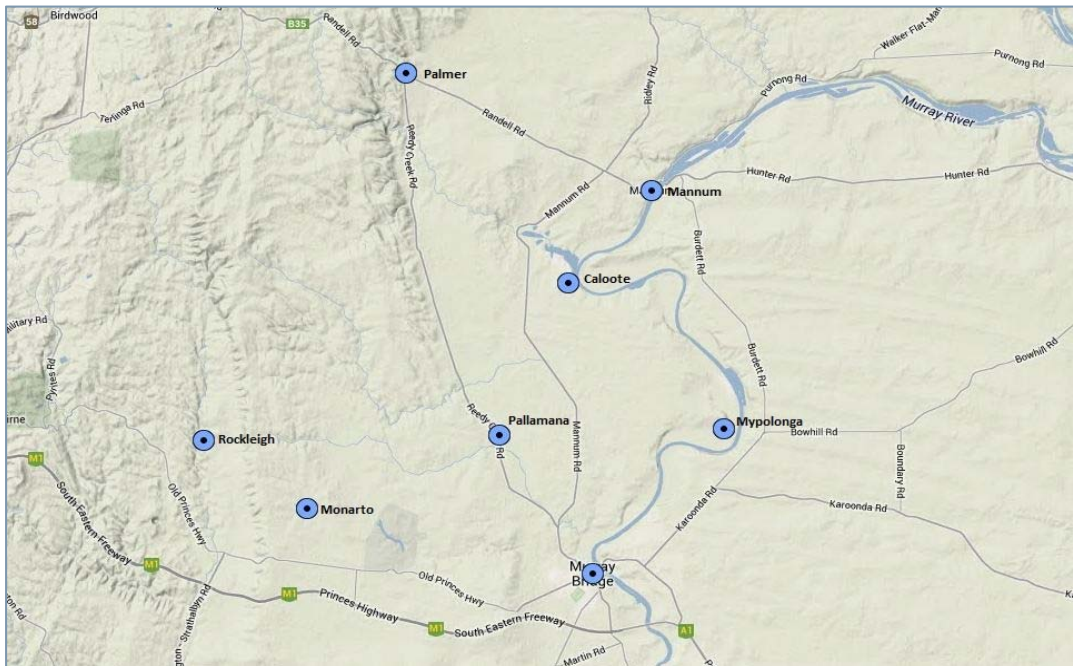 58
Birdwood
B35
Randell Rd
Walker Flat-Man
Purnong Rd
Palmer
Ridley Rd
Purnong Rd
Terlinga Rd
Randell Rd
Murray River
Reedy Creek Rd
Mannum Rd
Mannum
Hunter Rd
Hunter Rd
Burdett Rd
Caloote
Military Rd
Pyrites Rd
Bowhill Rd
Burdett Rd
Mypolonga
Bowhill Rd
Pallamana
Rd
Mannum Rd
Rockleigh
M1
Boundary Rd
Old Princes Hwy
Monarto
Karoonda Rd
Karoonda Rd
South Eastern Freeway
M1
Murray
Bridge
Old Princes Hwy
M1
Princes Highway
M1
South Eastern Freeway
A1
Strathalbyn Rd
Martin Rd